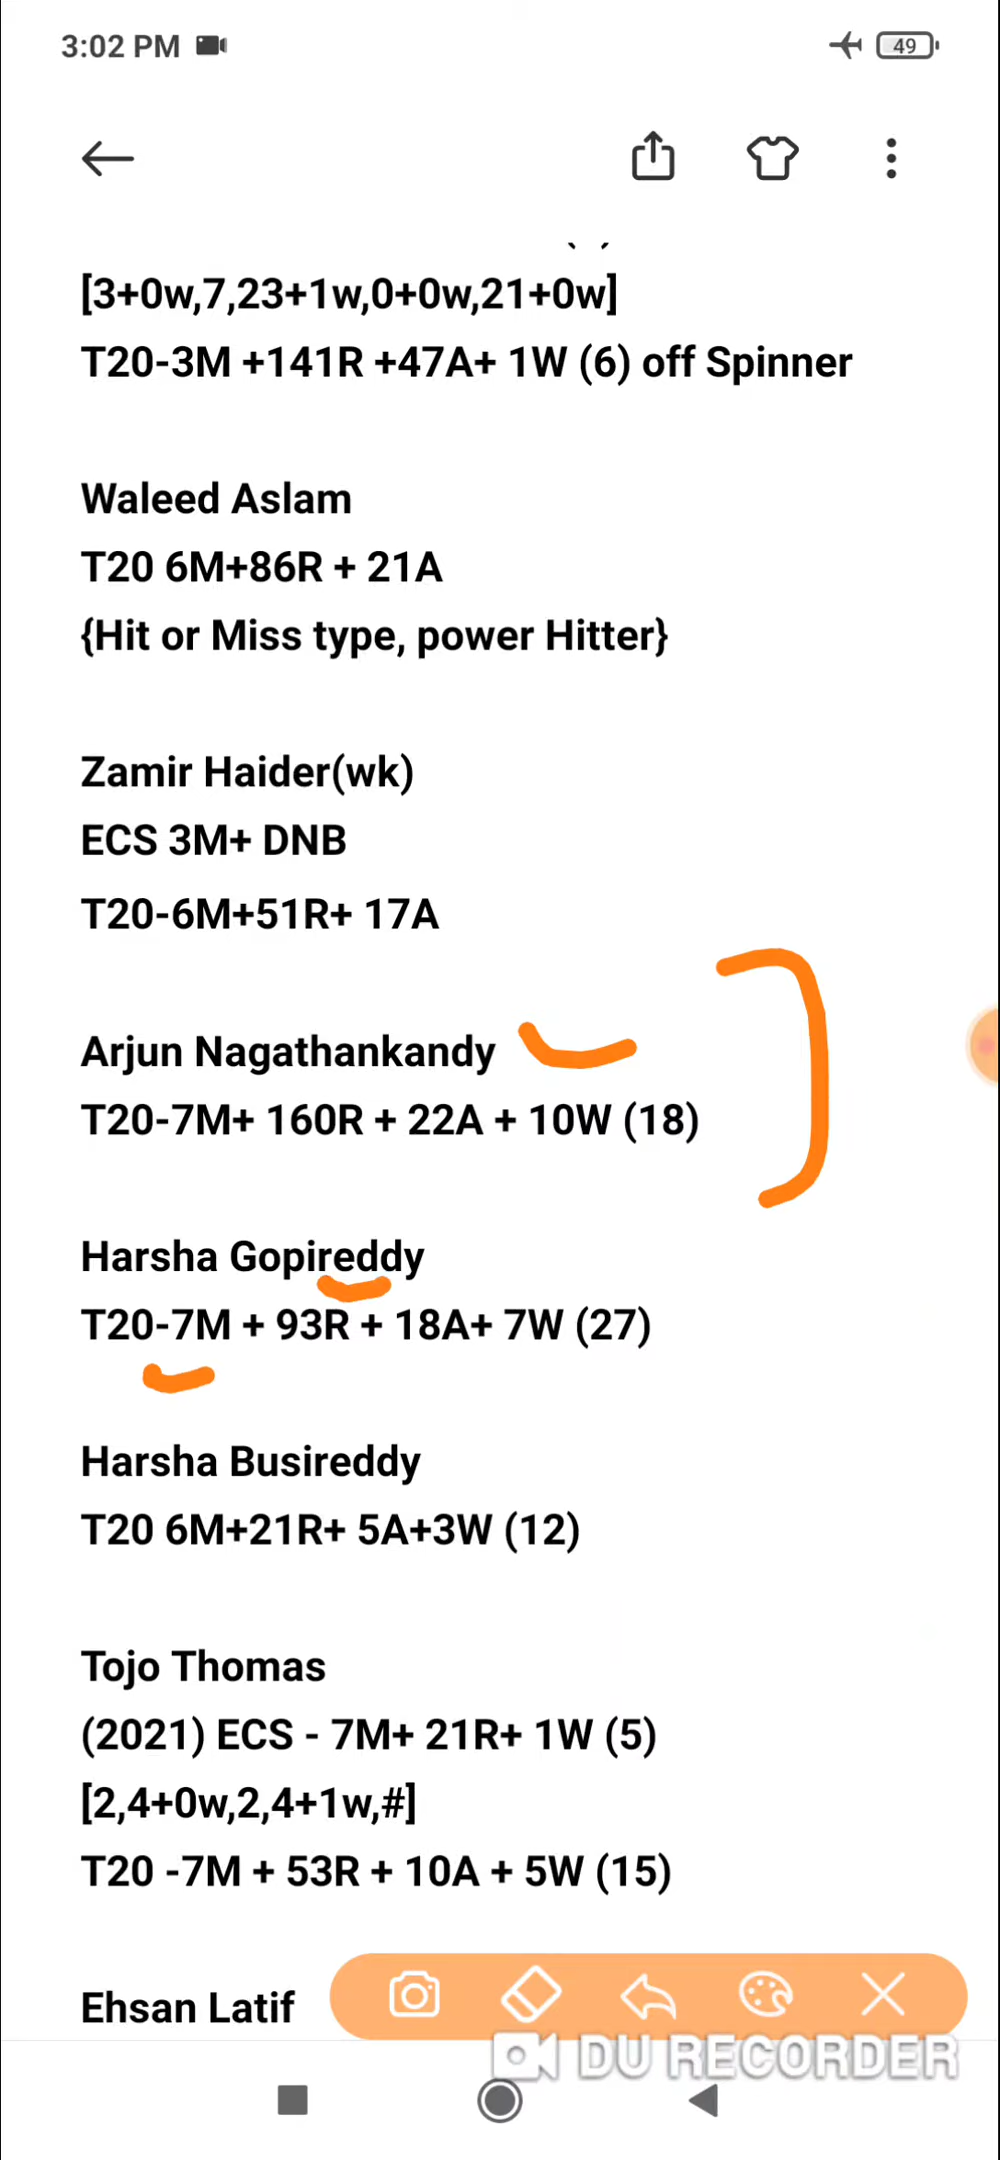 3:02 PM
49
[3+0w,7,23+1w,0+0w,21+0w]
T20-3M +141R +47A+ 1W (6) off Spinner
Waleed Aslam
T20 6M+86R + 21A
{Hit or Miss type, power Hitter}
Zamir Haider(wk)
ECS 3M+ DNB
T20-6M+51R+ 17A
Arjun Nagathankandy
T20-7M+ 160R + 22A + 10W (18)
Harsha Gopireddy
T20-7M + 93R + 18A+ 7W (27)
Harsha Busireddy
T20 6M+21R+ 5A+3W (12)
Tojo Thomas
(2021) ECS - 7M+ 21R+ 1W (5)
[2,4+0w,2,4+1w,#]
T20 -7M + 53R + 10A + 5W (15)
Ehsan Latif
DU RECORDER